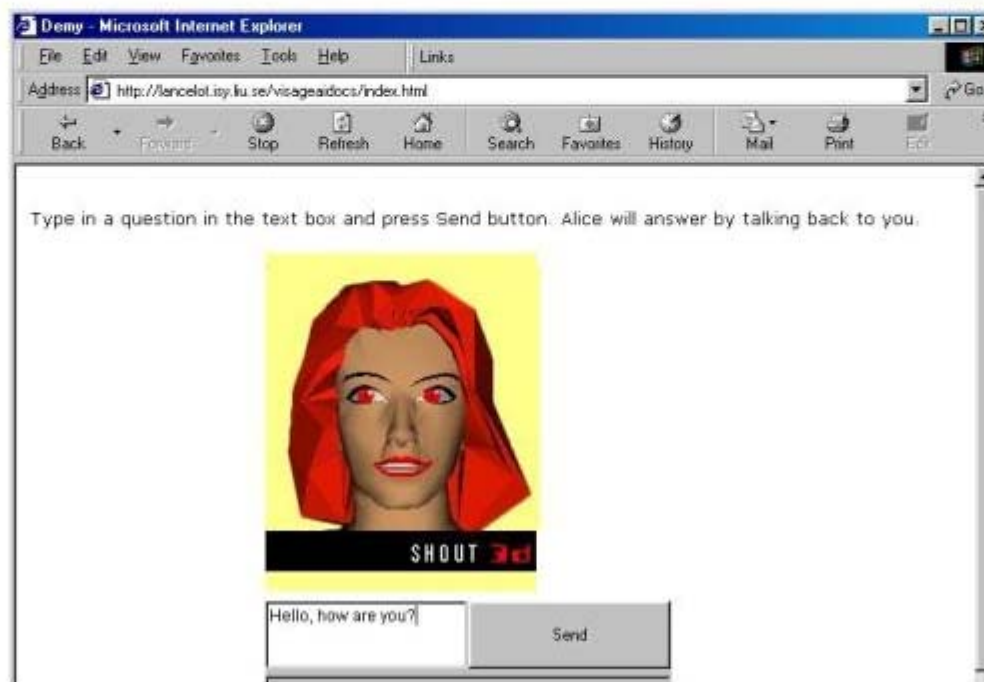 Demy - Microsoft Internet Explorer
File Edit View Favorites Tools Help Links
Address http://lancelot.isy.liu.se/visageaidocs/index.html Go
Back Forward Stop Refresh Home Search Favorites History Mail Print Edit
Type in a question in the text box and press Send button. Alice will answer by talking back to you.
SHOUT 3d
Hello, how are you?
Send